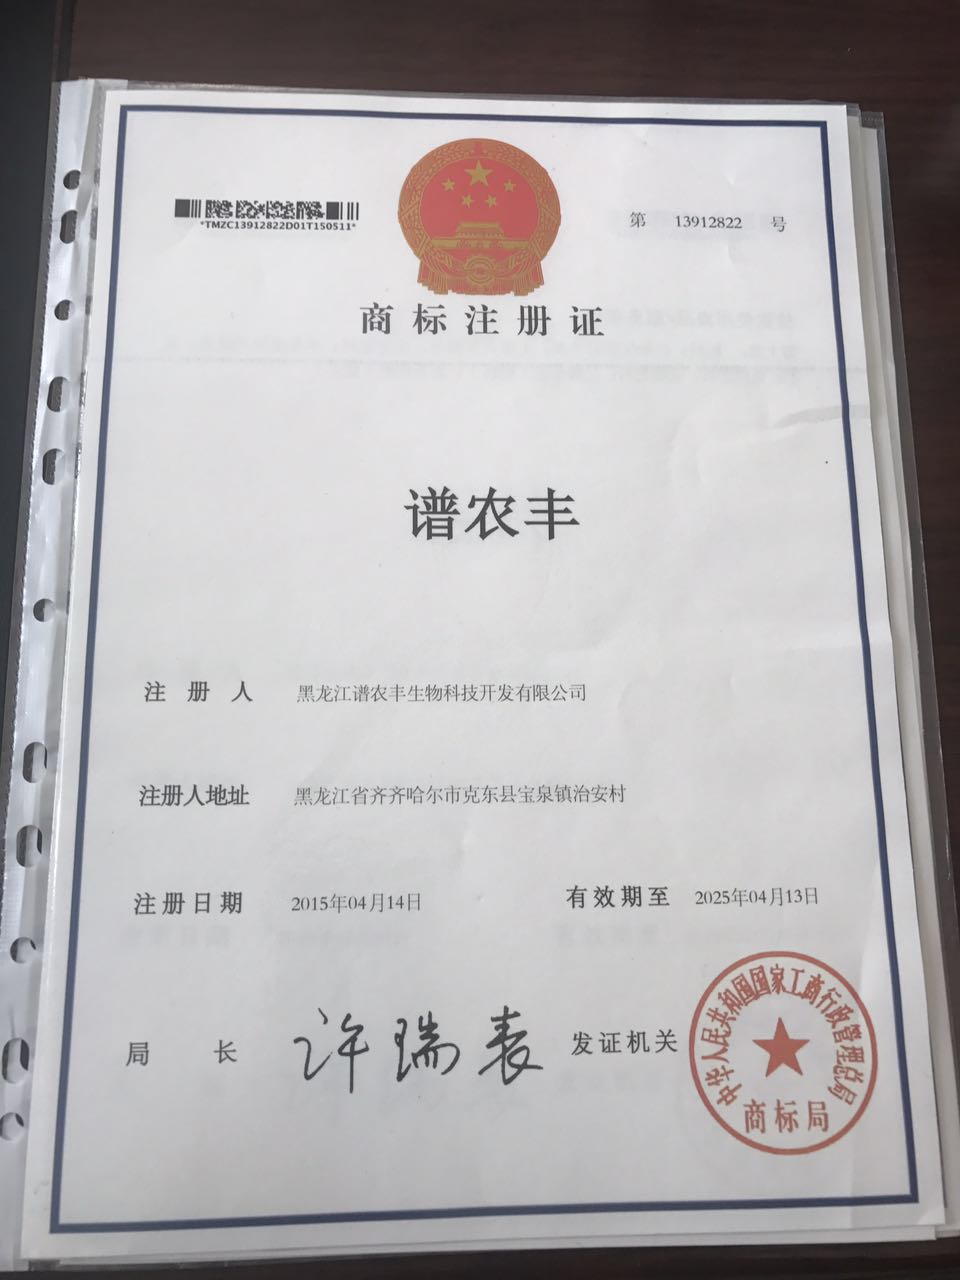 *TMZC13912822D01T150511*
第 13912822 号
商标注册证
谱农丰
注册人 黑龙江谱农丰生物科技开发有限公司
注册人地址 黑龙江省齐齐哈尔市克东县宝泉镇治安村
注册日期 2015年04月14日 有效期至 2025年04月13日
局长 许瑞表 发证机关
中华人民共和国国家工商行政管理总局
商标局